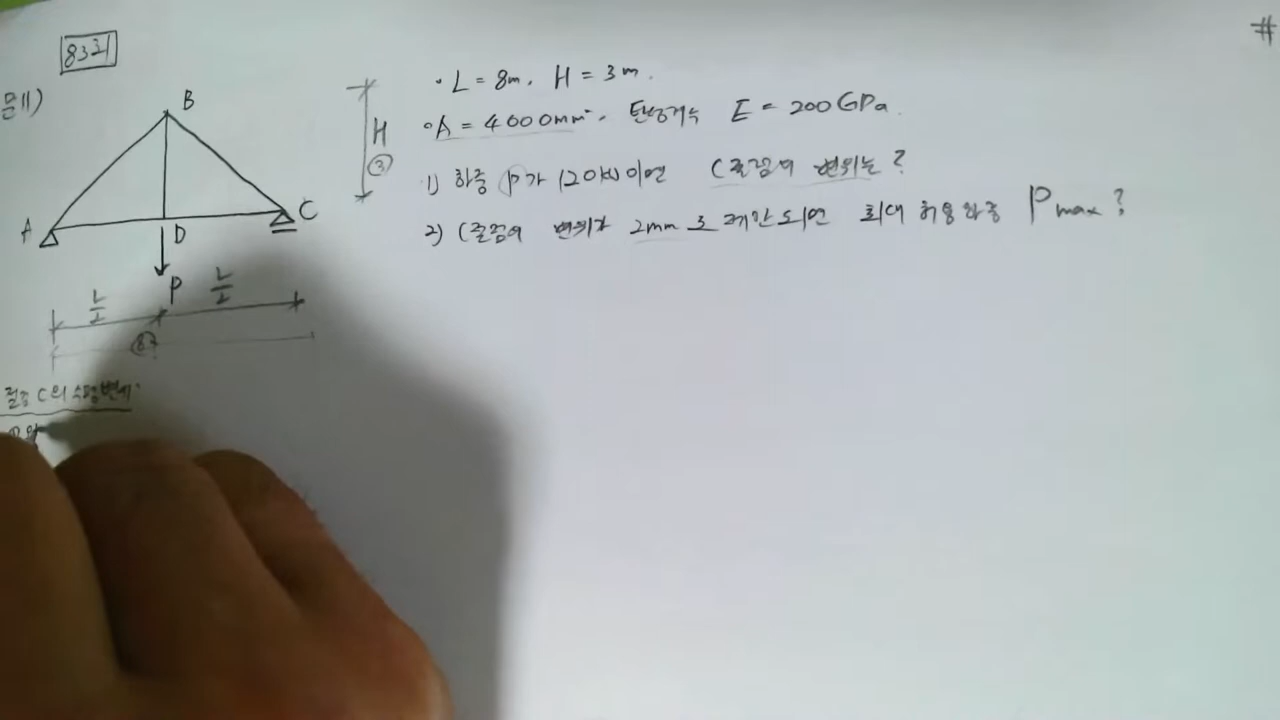 #
83회
문11)
B
A
C
D
P
H
③
L/2
L/2
⑧
절점 C의 수평변위
· L = 8m, H = 3m.
· A = 4000mm², 탄성계수 E = 200GPa.
1) 하중 P가 120kN이면 C절점의 변위는?
2) C절점의 변위가 2mm로 제한되면 최대 허용하중 Pmax?